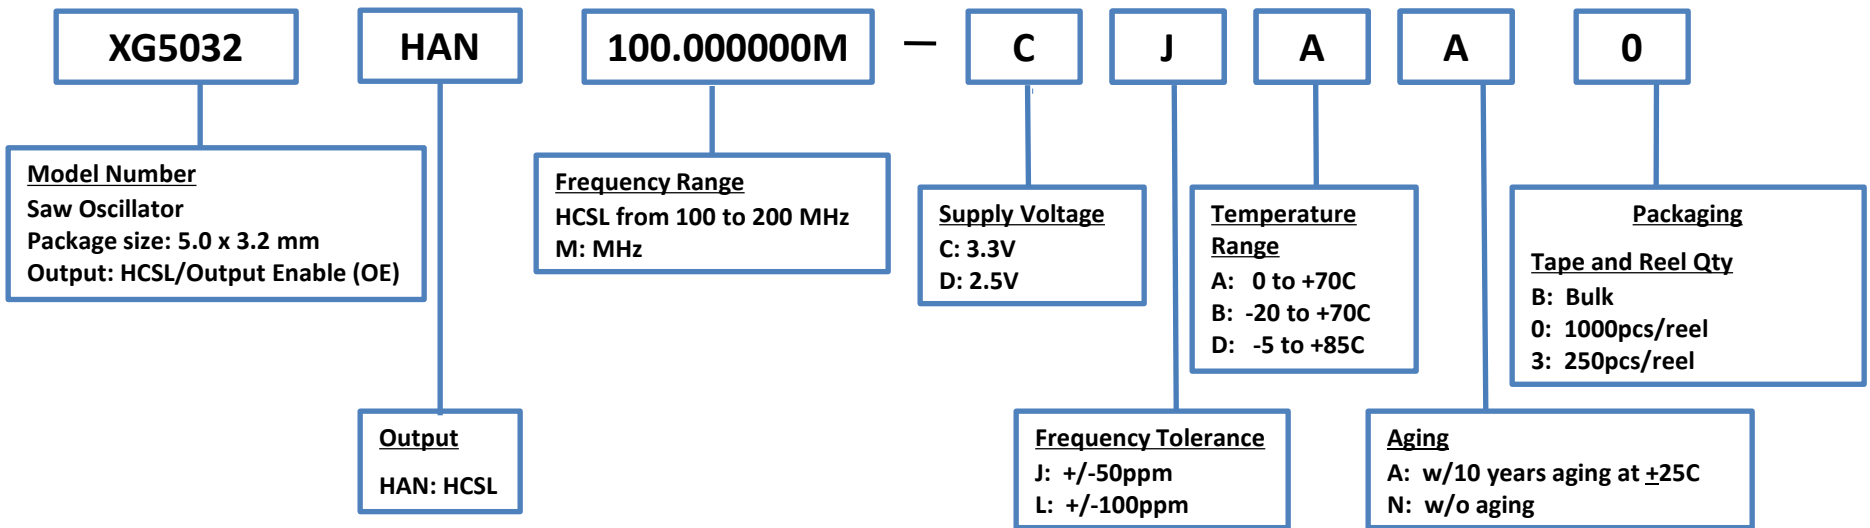 XG5032 HAN 100.000000M – C J A A 0
Model Number
Saw Oscillator
Package size: 5.0 x 3.2 mm
Output: HCSL/Output Enable (OE)
Frequency Range
HCSL from 100 to 200 MHz
M: MHz
Supply Voltage
C: 3.3V
D: 2.5V
Temperature
Range
A: 0 to +70C
B: -20 to +70C
D: -5 to +85C
Packaging
Tape and Reel Qty
B: Bulk
0: 1000pcs/reel
3: 250pcs/reel
Output
HAN: HCSL
Frequency Tolerance
J: +/-50ppm
L: +/-100ppm
Aging
A: w/10 years aging at ±25C
N: w/o aging